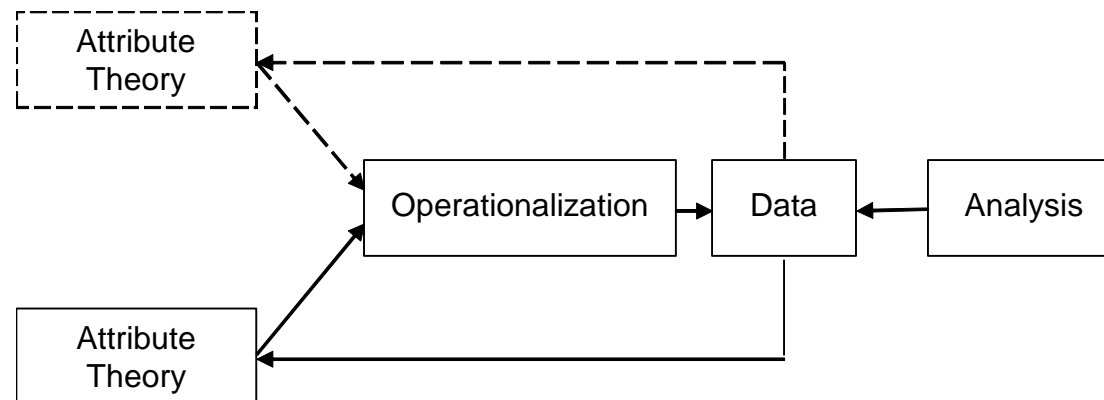 Attribute
Theory
Operationalization
Data
Analysis
Attribute
Theory